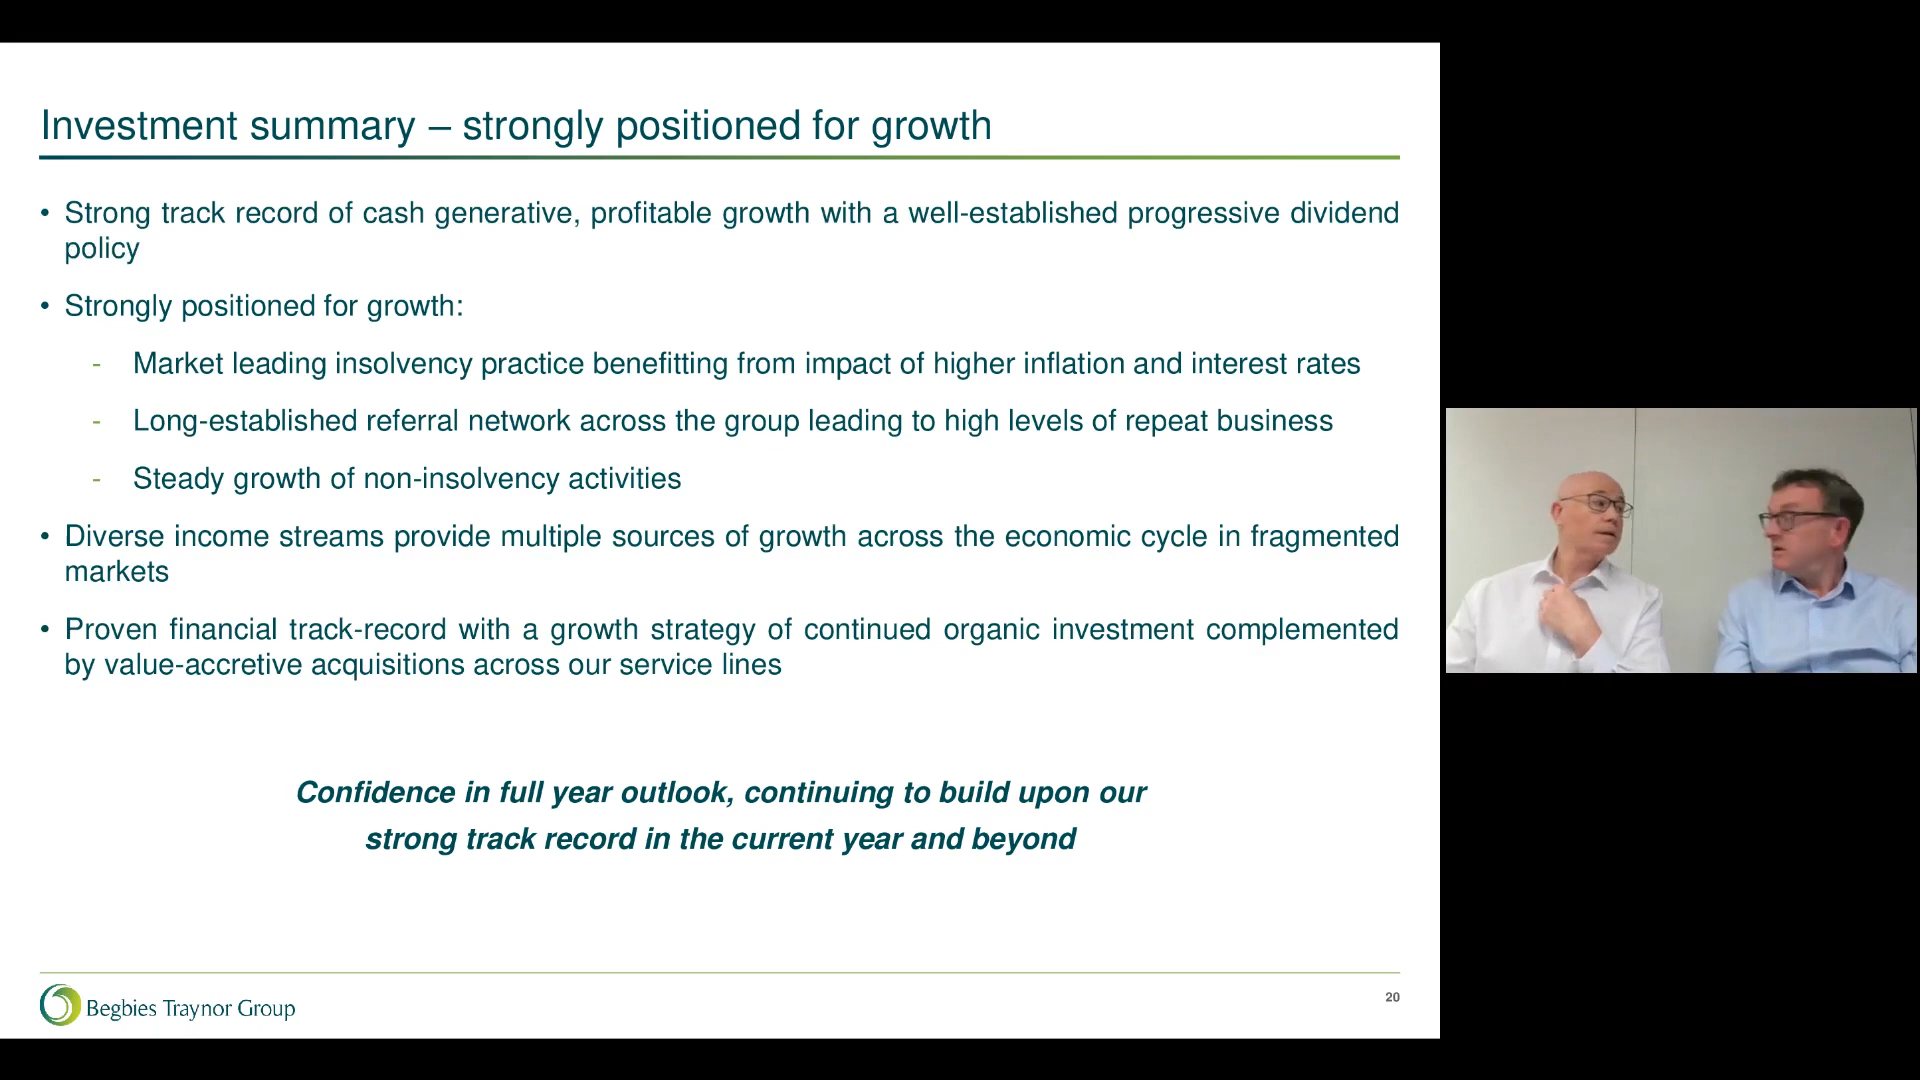 Investment summary – strongly positioned for growth
• Strong track record of cash generative, profitable growth with a well-established progressive dividend
policy
• Strongly positioned for growth:
- Market leading insolvency practice benefitting from impact of higher inflation and interest rates
- Long-established referral network across the group leading to high levels of repeat business
- Steady growth of non-insolvency activities
• Diverse income streams provide multiple sources of growth across the economic cycle in fragmented
markets
• Proven financial track-record with a growth strategy of continued organic investment complemented
by value-accretive acquisitions across our service lines
Confidence in full year outlook, continuing to build upon our
strong track record in the current year and beyond
Begbies Traynor Group
20